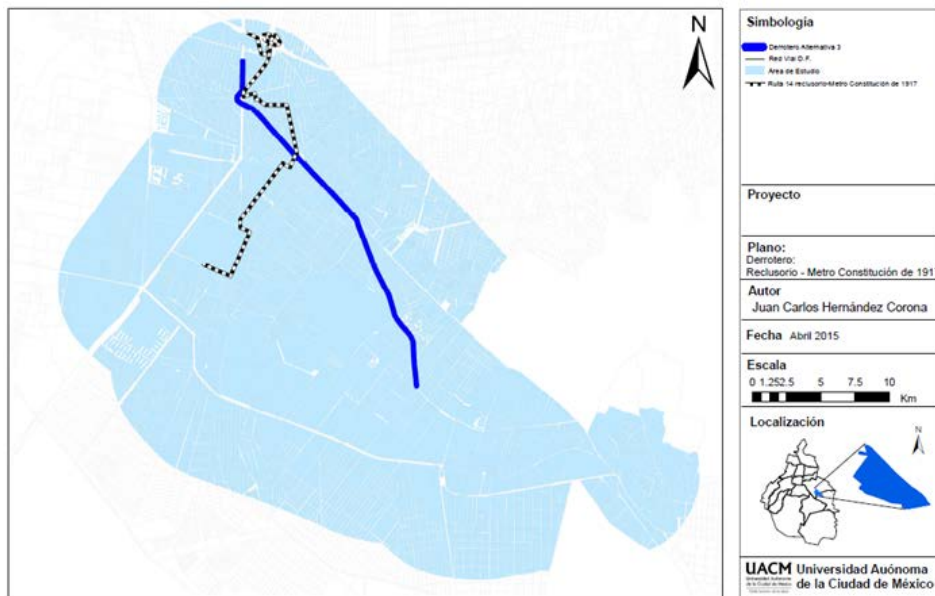 N
Simbología
Derrotero Alternativa 3
Red Vial D.F.
Área de Estudio
Ruta 14 reclusorio-Metro Constitución de 1917
Proyecto
Plano:
Derrotero:
Reclusorio - Metro Constitución de 191
Autor
Juan Carlos Hernández Corona
Fecha Abril 2015
Escala
0 1.252.5 5 7.5 10
Km
Localización
N
UACM Universidad Auónoma
de la Ciudad de México